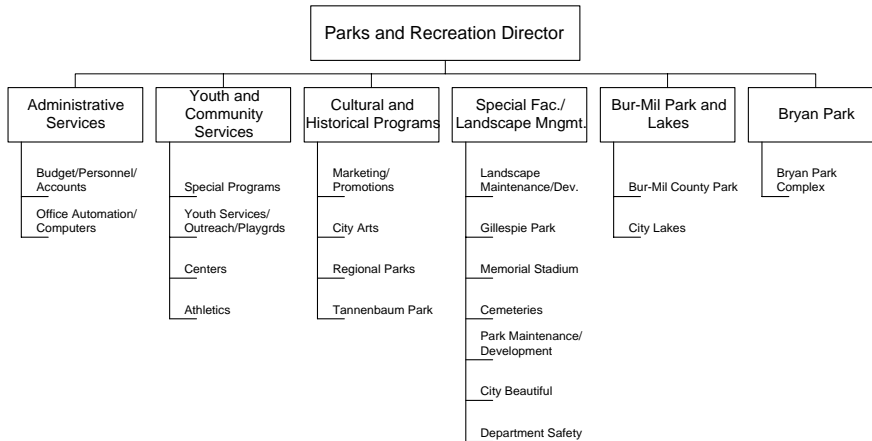 Parks and Recreation Director
Administrative
Services
Budget/Personnel/
Accounts
Office Automation/
Computers
Youth and
Community
Services
Special Programs
Youth Services/
Outreach/Playgrds
Centers
Athletics
Cultural and
Historical Programs
Marketing/
Promotions
City Arts
Regional Parks
Tannenbaum Park
Special Fac./
Landscape Mngmt.
Landscape
Maintenance/Dev.
Gillespie Park
Memorial Stadium
Cemeteries
Park Maintenance/
Development
City Beautiful
Department Safety
Bur-Mil Park and
Lakes
Bur-Mil County Park
City Lakes
Bryan Park
Bryan Park
Complex